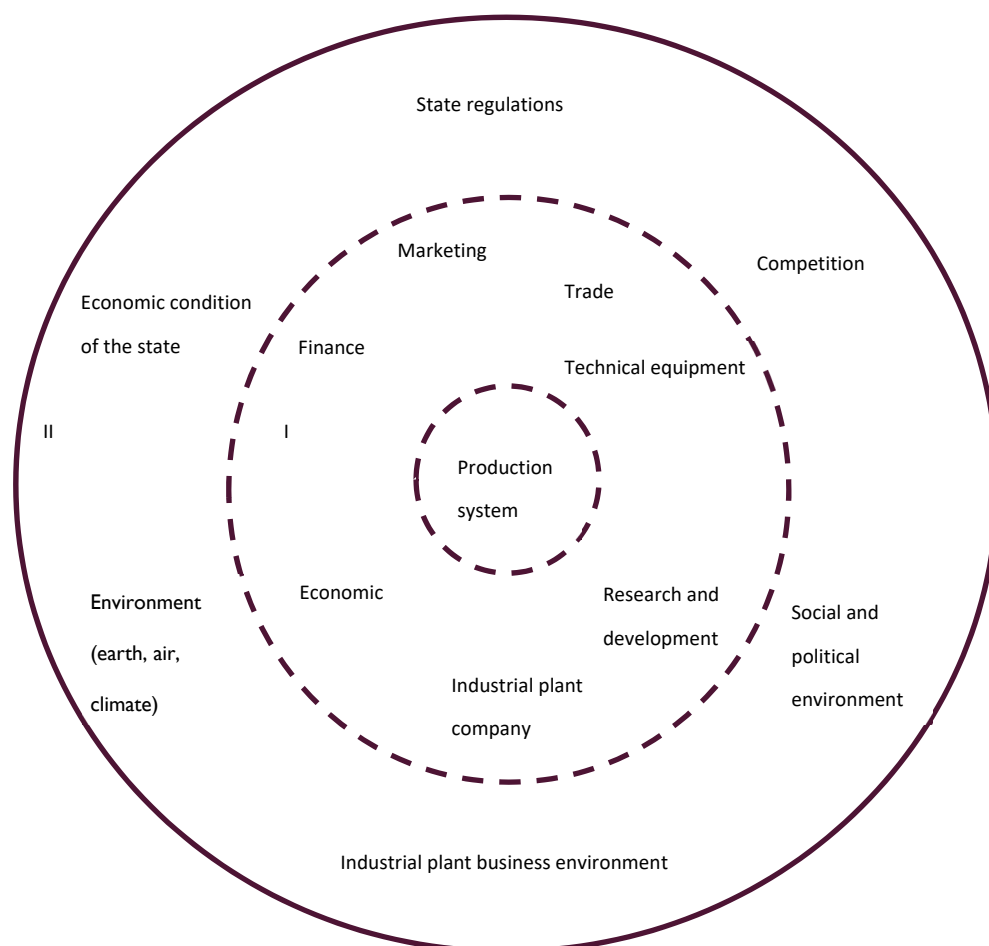 State regulations
Marketing
Competition
Trade
Economic condition
of the state
Finance
Technical equipment
II
I
Production
system
Economic
Research and
development
Environment
(earth, air,
climate)
Social and
political
environment
Industrial plant
company
Industrial plant business environment